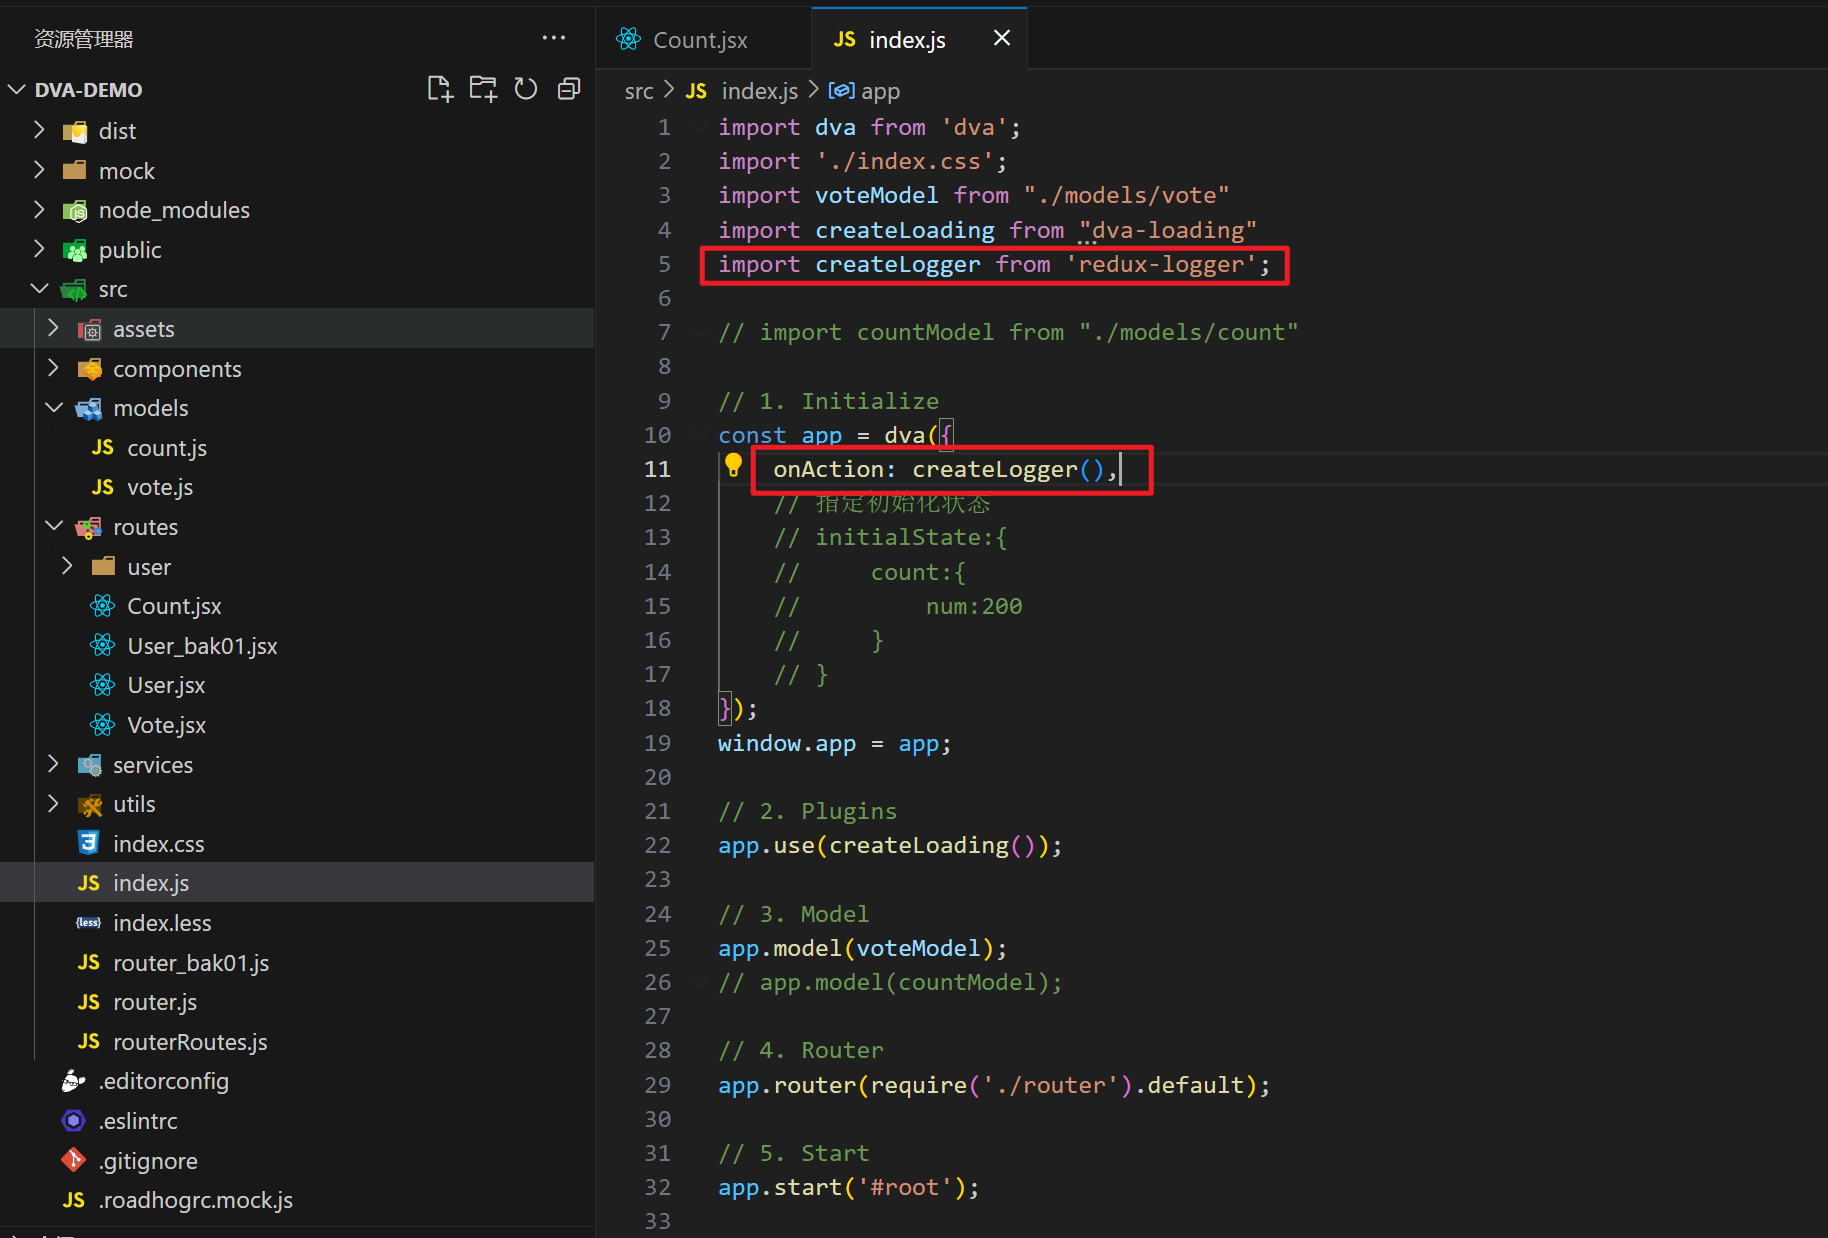 资源管理器
DVA-DEMO
dist
mock
node_modules
public
src
assets
components
models
JS count.js
JS vote.js
routes
user
Count.jsx
User_bak01.jsx
User.jsx
Vote.jsx
services
utils
index.css
JS index.js
{less} index.less
JS router_bak01.js
JS router.js
JS routerRoutes.js
.editorconfig
.eslintrc
.gitignore
JS .roadhogrc.mock.js
Count.jsx
JS index.js
src > JS index.js > app
1 import dva from 'dva';
2 import './index.css';
3 import voteModel from "./models/vote"
4 import createLoading from "dva-loading"
5 import createLogger from 'redux-logger';
6
7 // import countModel from "./models/count"
8
9 // 1. Initialize
10 const app = dva({
11 onAction: createLogger(),
12 // 指定初始化状态
13 // initialState:{
14 // count:{
15 // num:200
16 // }
17 // }
18 });
19 window.app = app;
20
21 // 2. Plugins
22 app.use(createLoading());
23
24 // 3. Model
25 app.model(voteModel);
26 // app.model(countModel);
27
28 // 4. Router
29 app.router(require('./router').default);
30
31 // 5. Start
32 app.start('#root');
33